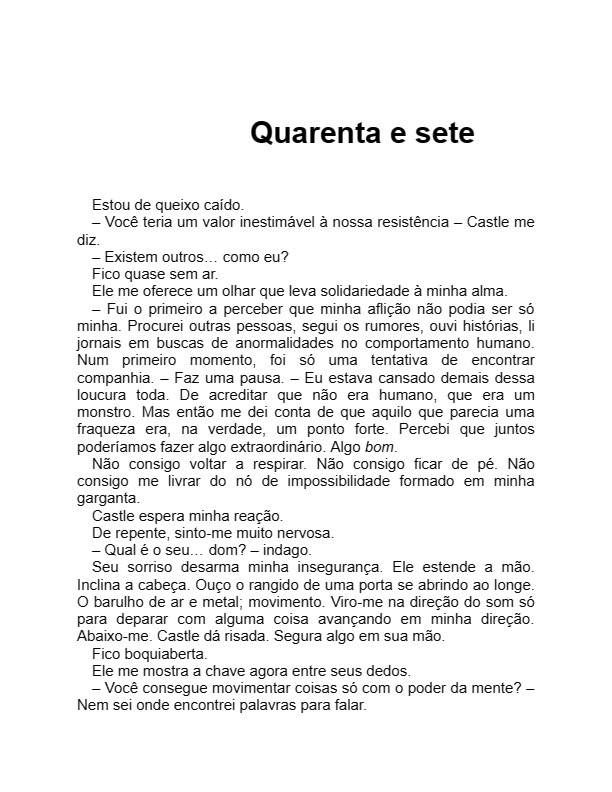 Quarenta e sete
Estou de queixo caído.
– Você teria um valor inestimável à nossa resistência – Castle me
diz.
– Existem outros… como eu?
Fico quase sem ar.
Ele me oferece um olhar que leva solidariedade à minha alma.
– Fui o primeiro a perceber que minha aflição não podia ser só
minha. Procurei outras pessoas, segui os rumores, ouvi histórias, li
jornais em buscas de anormalidades no comportamento humano.
Num primeiro momento, foi só uma tentativa de encontrar
companhia. – Faz uma pausa. – Eu estava cansado demais dessa
loucura toda. De acreditar que não era humano, que era um
monstro. Mas então me dei conta de que aquilo que parecia uma
fraqueza era, na verdade, um ponto forte. Percebi que juntos
poderíamos fazer algo extraordinário. Algo bom.
Não consigo voltar a respirar. Não consigo ficar de pé. Não
consigo me livrar do nó de impossibilidade formado em minha
garganta.
Castle espera minha reação.
De repente, sinto-me muito nervosa.
– Qual é o seu… dom? – indago.
Seu sorriso desarma minha insegurança. Ele estende a mão.
Inclina a cabeça. Ouço o rangido de uma porta se abrindo ao longe.
O barulho de ar e metal; movimento. Viro-me na direção do som só
para deparar com alguma coisa avançando em minha direção.
Abaixo-me. Castle dá risada. Segura algo em sua mão.
Fico boquiaberta.
Ele me mostra a chave agora entre seus dedos.
– Você consegue movimentar coisas só com o poder da mente? –
Nem sei onde encontrei palavras para falar.